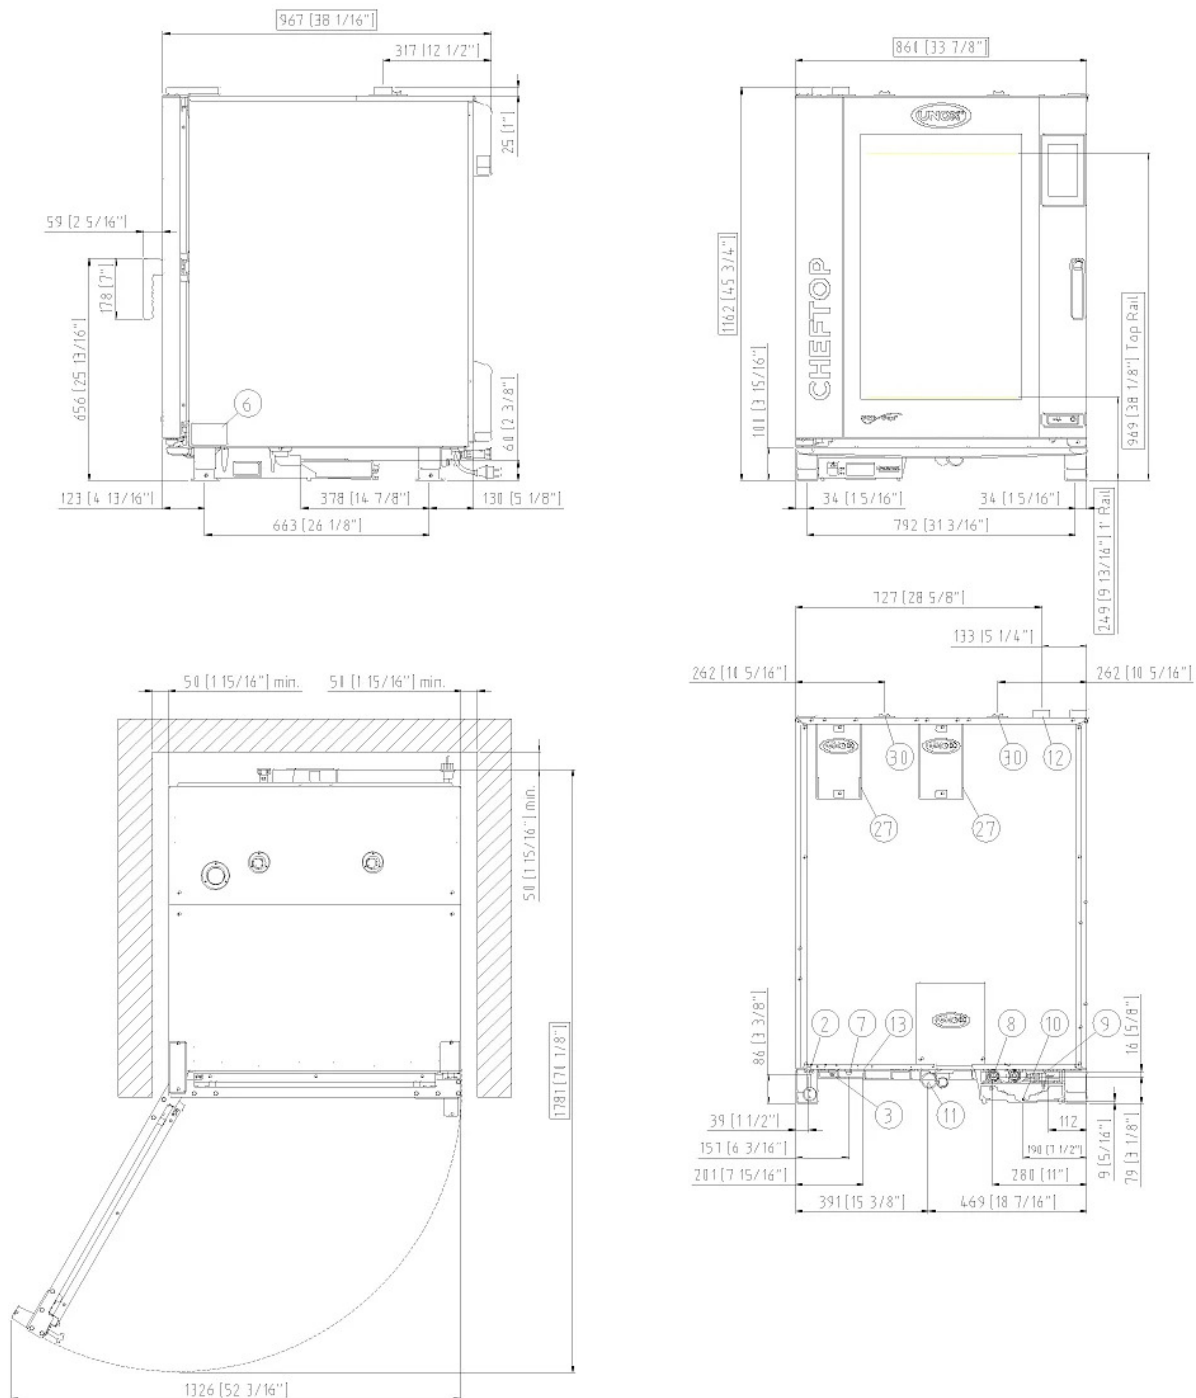 967 [38 1/16"]
317 [12 1/2"]
25 [1"]
59 [2 5/16"]
178 [7"]
656 [25 13/16"]
6
60 [2 3/8"]
123 [4 13/16"]
378 [14 7/8"]
130 [5 1/8"]
663 [26 1/8"]
860 [33 7/8"]
UNOX
1162 [45 3/4"]
CHEFTOP
100 [3 15/16"]
969 [38 1/8"] Top Rail
34 [1 5/16"]
34 [1 5/16"]
792 [31 3/16"]
249 [9 13/16"] 1° Rail
50 [1 15/16"] min.
50 [1 15/16"] min.
50 [1 15/16"] min.
1781 [70 1/8"]
1326 [52 3/16"]
727 [28 5/8"]
133 [5 1/4"]
262 [10 5/16"]
262 [10 5/16"]
30
30
12
UNOX
UNOX
27
27
UNOX
86 [3 3/8"]
2
7
13
8
10
9
16 [5/8"]
3
11
39 [1 1/2"]
112
157 [6 3/16"]
190 [7 1/2"]
9 [5/16"]
79 [3 1/8"]
201 [7 15/16"]
280 [11"]
391 [15 3/8"]
469 [18 7/16"]